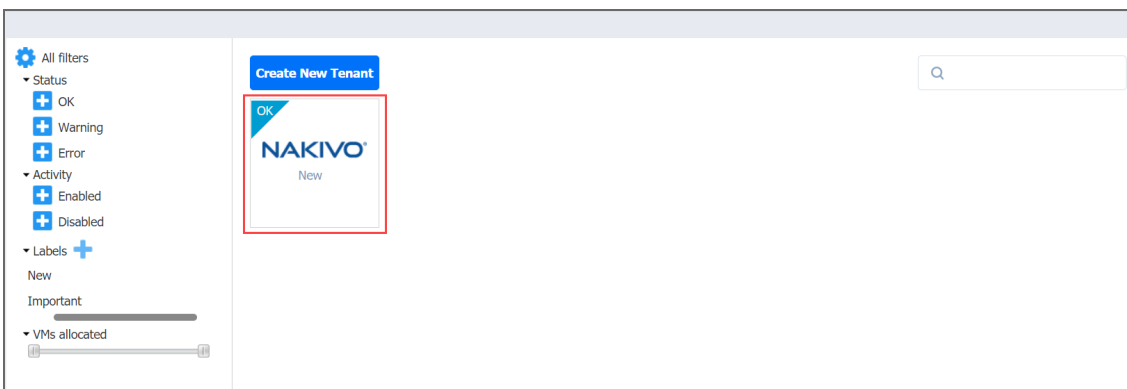 All filters
Status
OK
Warning
Error
Activity
Enabled
Disabled
Labels
New
Important
VMs allocated
Create New Tenant
OK
NAKIVO®
New